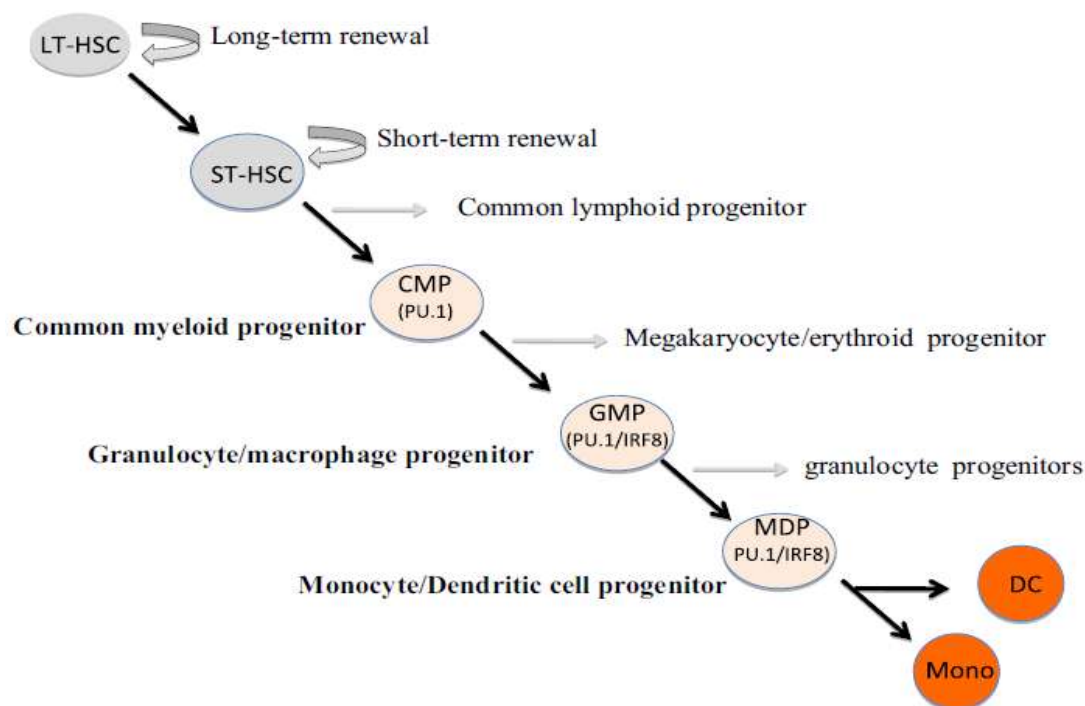 LT-HSC
Long-term renewal
ST-HSC
Short-term renewal
Common lymphoid progenitor
CMP
(PU.1)
Common myeloid progenitor
Megakaryocyte/erythroid progenitor
GMP
(PU.1/IRF8)
Granulocyte/macrophage progenitor
granulocyte progenitors
MDP
PU.1/IRF8)
Monocyte/Dendritic cell progenitor
DC
Mono